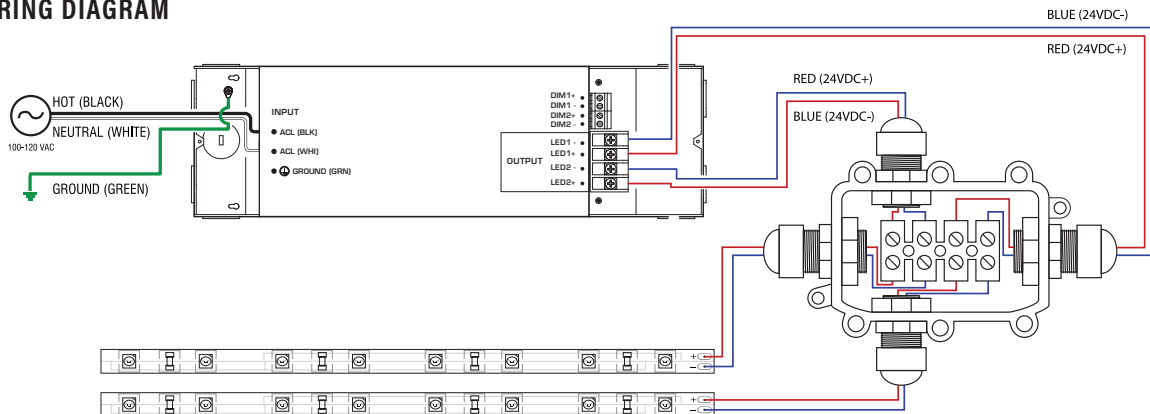 RING DIAGRAM
BLUE (24VDC-)
RED (24VDC+)
RED (24VDC+)
BLUE (24VDC-)
HOT (BLACK)
NEUTRAL (WHITE)
100-120 VAC
GROUND (GREEN)
INPUT
ACL (BLK)
ACL (WHI)
GROUND (GRN)
DIM1+
DIM1 -
DIM2+
DIM2 -
OUTPUT
LED1 -
LED1+
LED2 -
LED2+
+
-
+
-